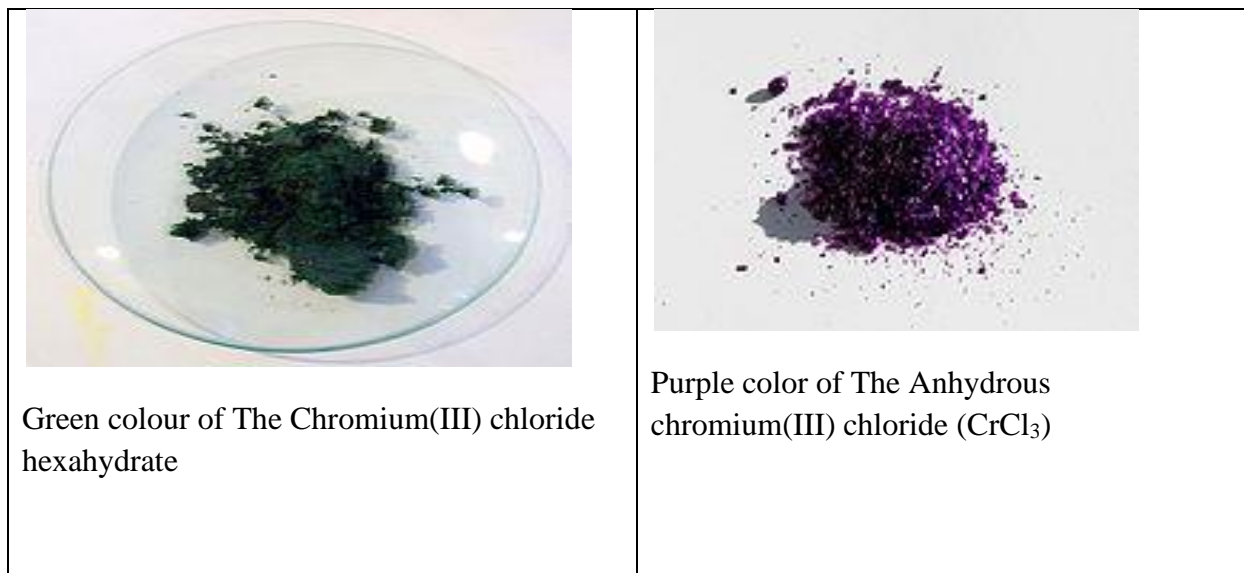 Green colour of The Chromium(III) chloride
hexahydrate
Purple color of The Anhydrous
chromium(III) chloride (CrCl₃)